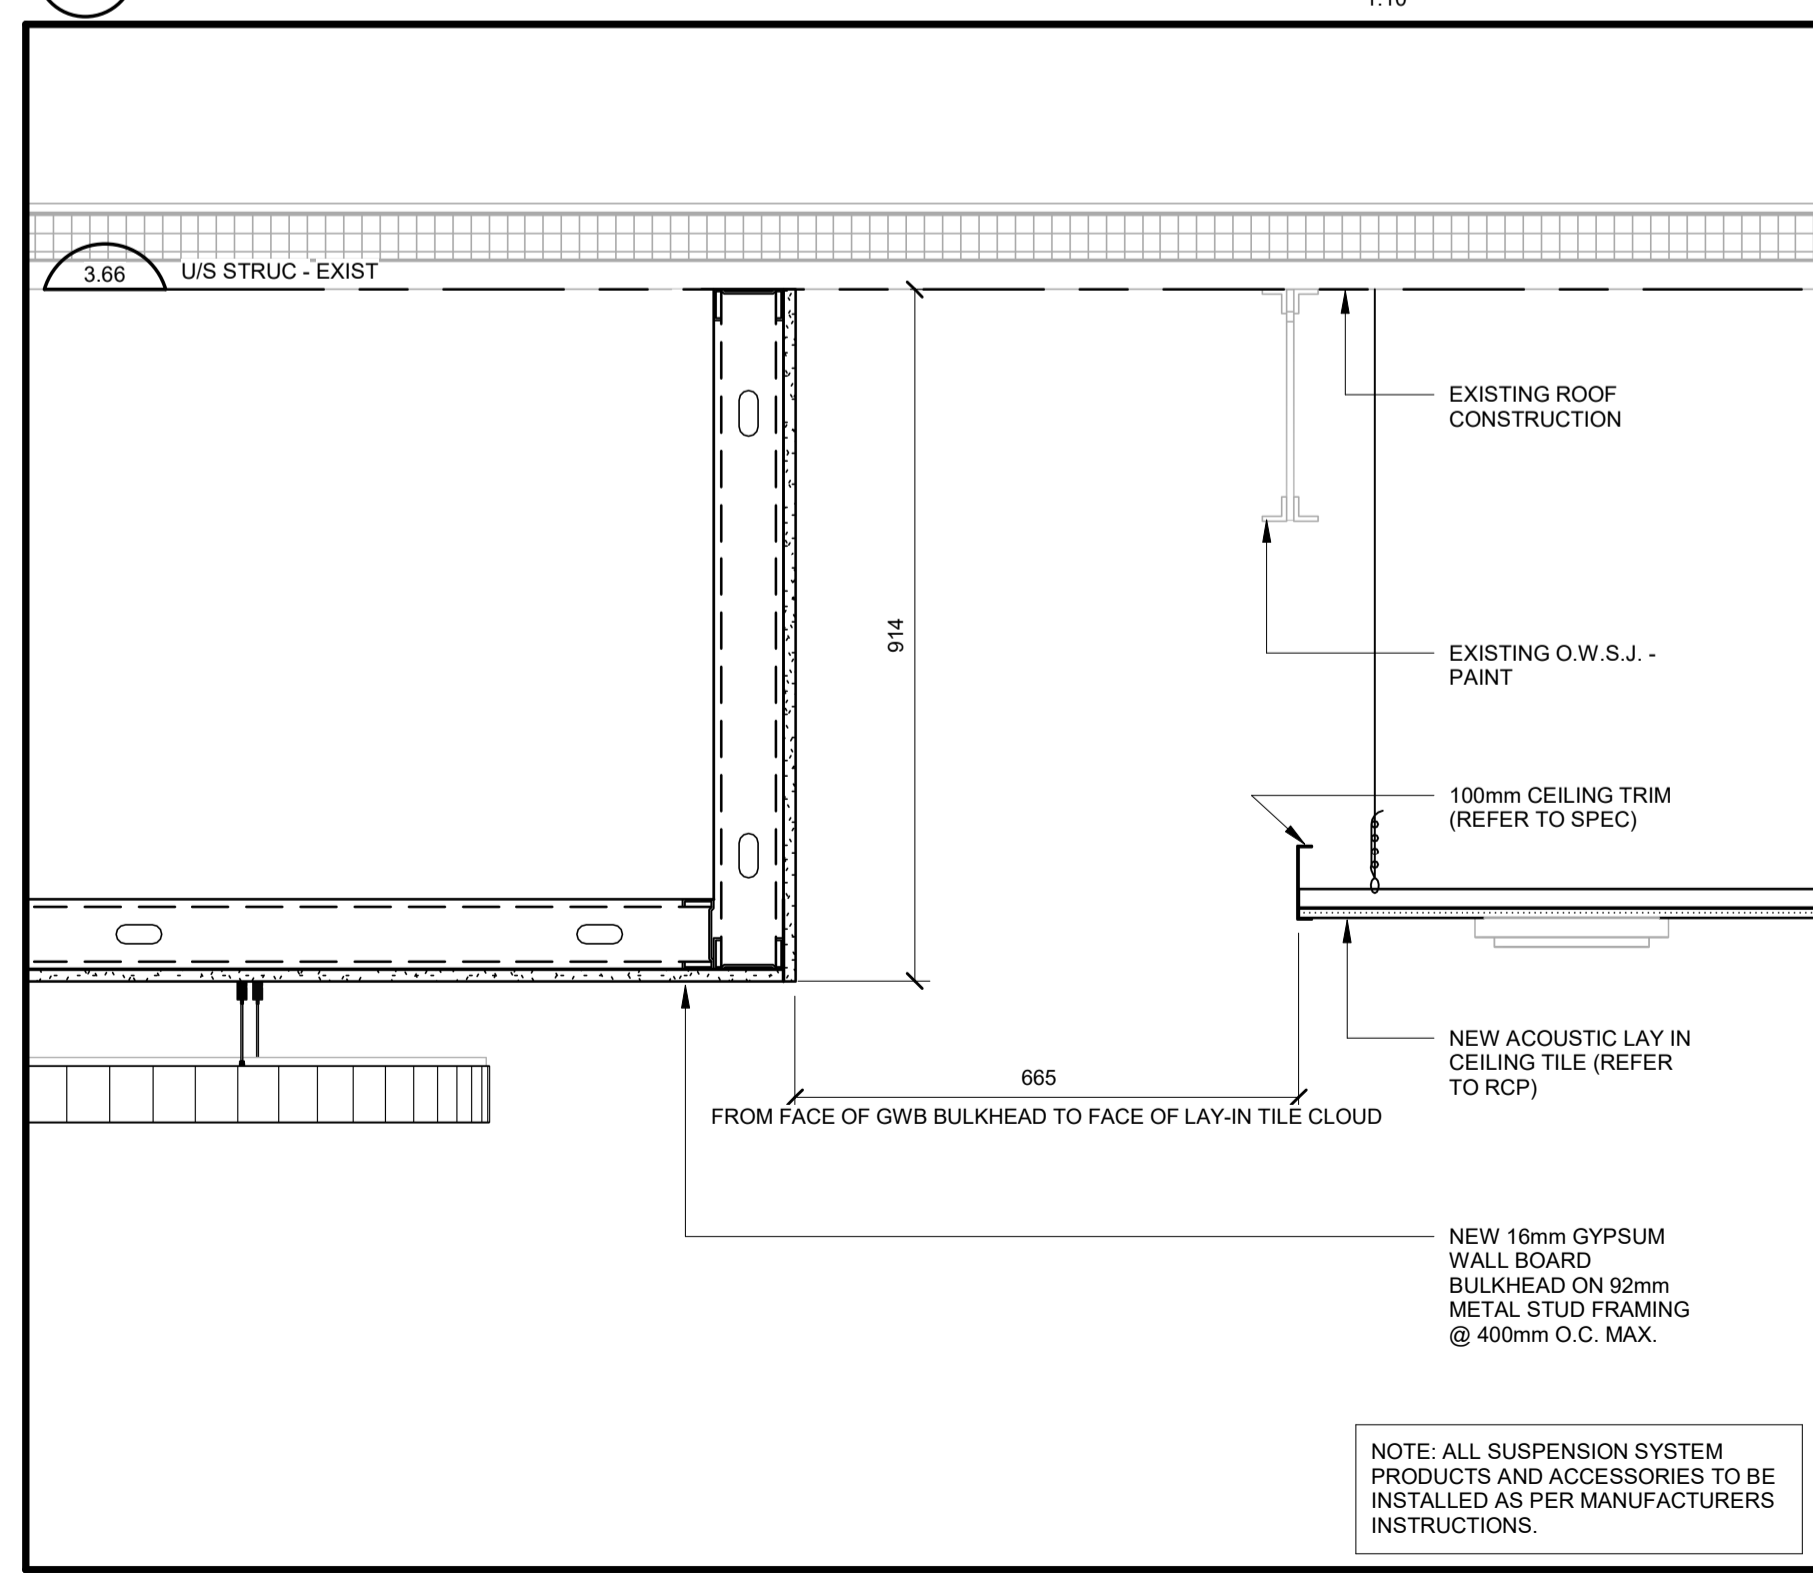 3.66
U/S STRUC - EXIST
EXISTING ROOF
CONSTRUCTION
914
EXISTING O.W.S.J. -
PAINT
100mm CEILING TRIM
(REFER TO SPEC)
NEW ACOUSTIC LAY IN
CEILING TILE (REFER
TO RCP)
665
FROM FACE OF GWB BULKHEAD TO FACE OF LAY-IN TILE CLOUD
NEW 16mm GYPSUM
WALL BOARD
BULKHEAD ON 92mm
METAL STUD FRAMING
@ 400mm O.C. MAX.
NOTE: ALL SUSPENSION SYSTEM
PRODUCTS AND ACCESSORIES TO BE
INSTALLED AS PER MANUFACTURERS
INSTRUCTIONS.